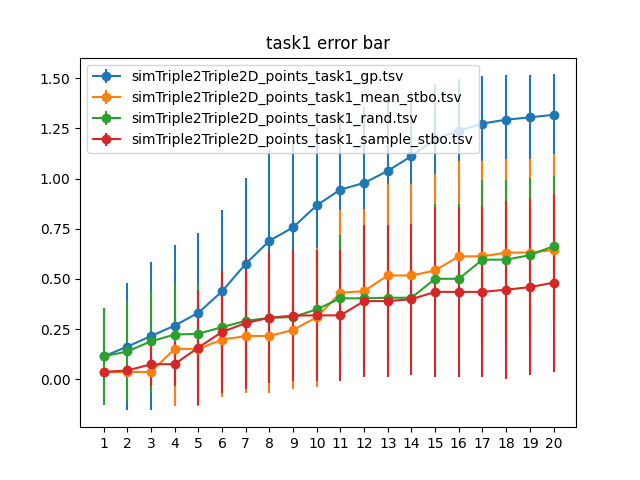 task1 error bar
simTriple2Triple2D_points_task1_gp.tsv
simTriple2Triple2D_points_task1_mean_stbo.tsv
simTriple2Triple2D_points_task1_rand.tsv
simTriple2Triple2D_points_task1_sample_stbo.tsv
1.50
1.25
1.00
0.75
0.50
0.25
0.00
1 2 3 4 5 6 7 8 9 10 11 12 13 14 15 16 17 18 19 20